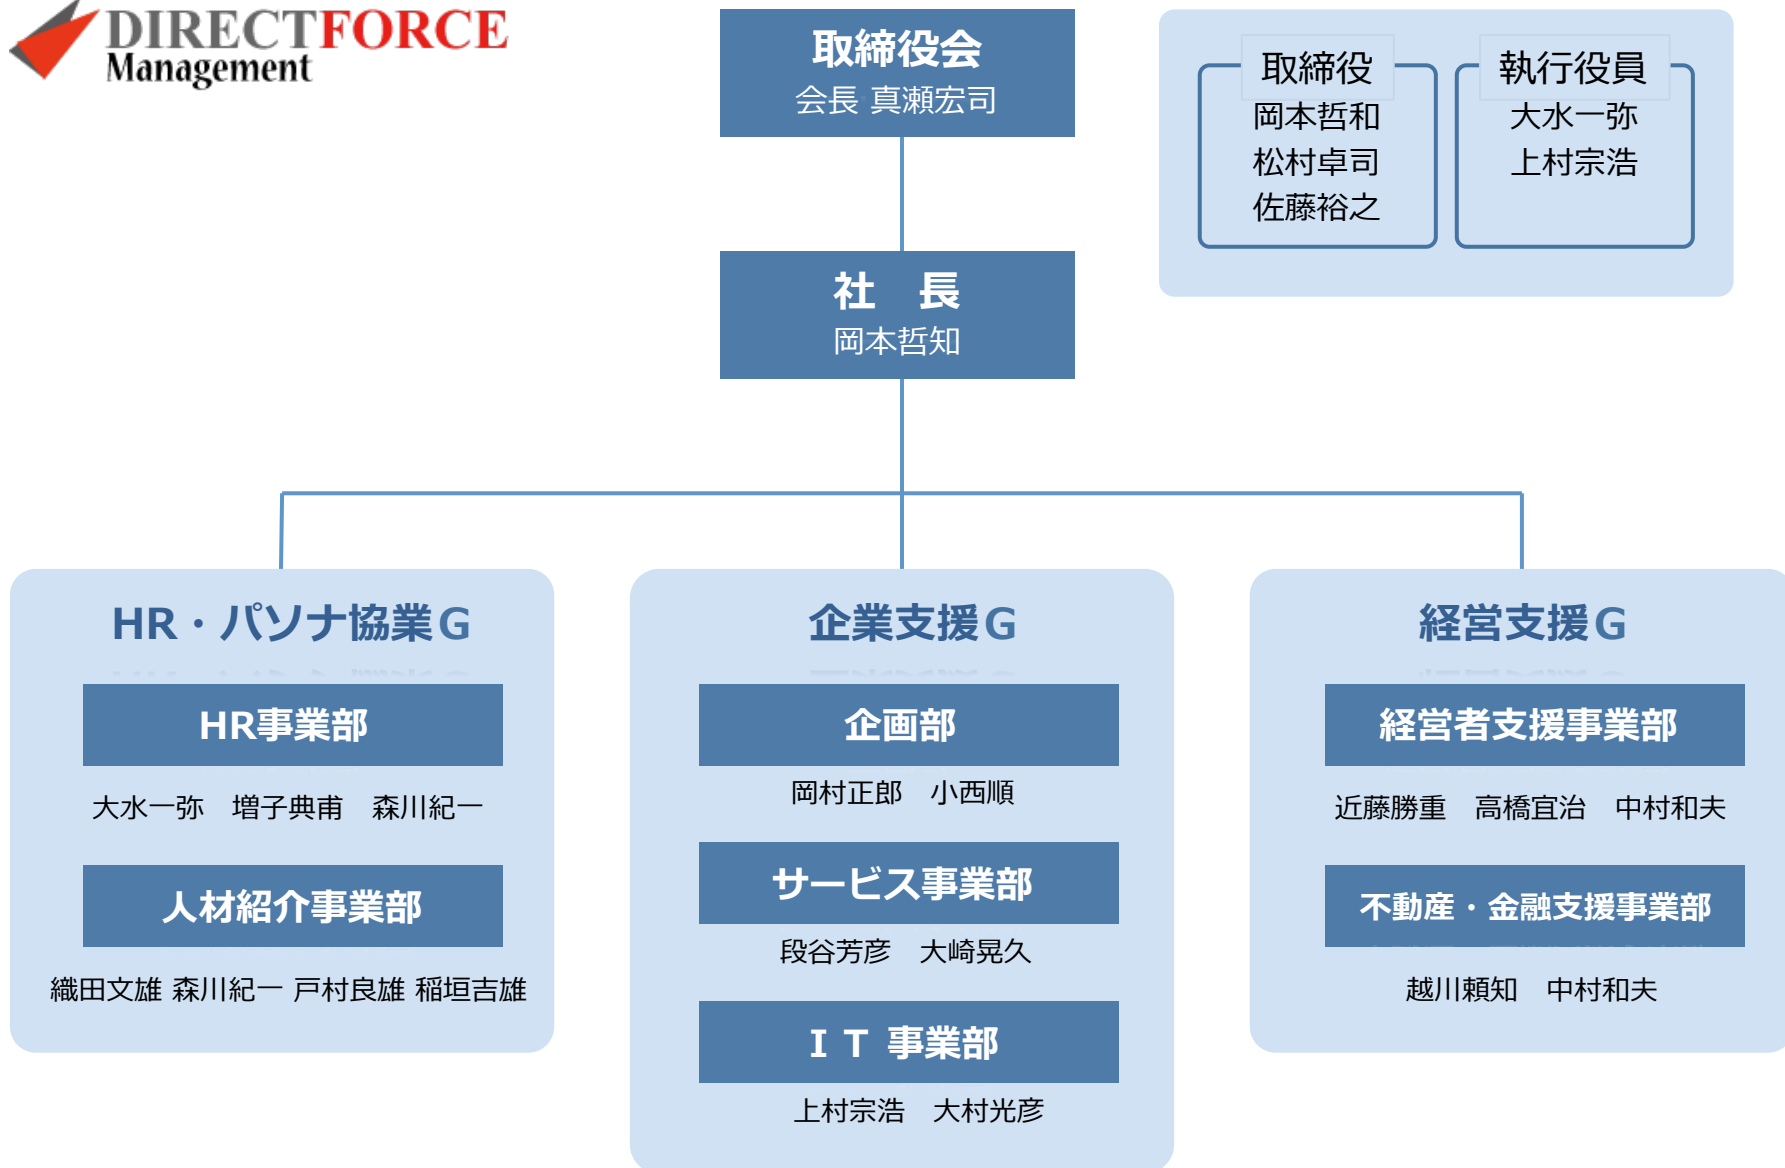 DIRECTFORCE
Management
取締役会
会長 真瀬宏司
取締役
岡本哲和
松村卓司
佐藤裕之
執行役員
大水一弥
上村宗浩
社　長
岡本哲知
HR・パソナ協業G
HR事業部
大水一弥　増子典甫　森川紀一
人材紹介事業部
織田文雄 森川紀一 戸村良雄 稲垣吉雄
企業支援G
企画部
岡村正郎　小西順
サービス事業部
段谷芳彦　大崎晃久
ＩＴ 事業部
上村宗浩　大村光彦
経営支援G
経営者支援事業部
近藤勝重　高橋宜治　中村和夫
不動産・金融支援事業部
越川頼知　中村和夫